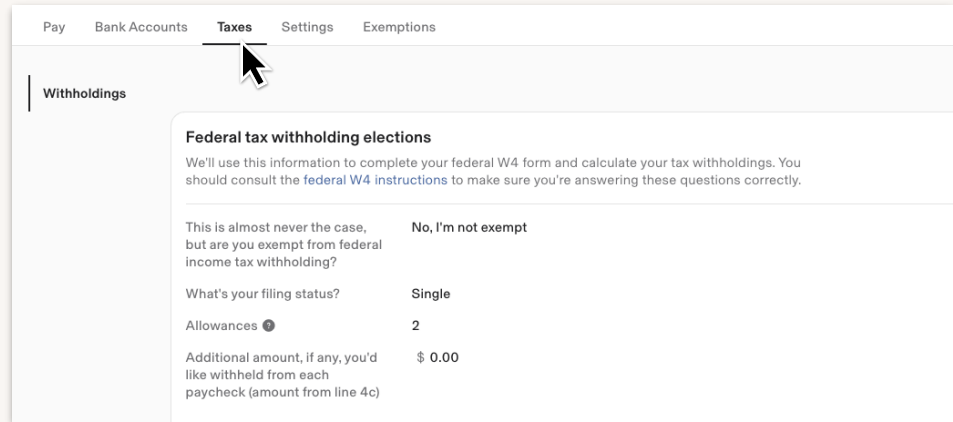 Pay Bank Accounts Taxes Settings Exemptions
Withholdings
Federal tax withholding elections
We'll use this information to complete your federal W4 form and calculate your tax withholdings. You
should consult the federal W4 instructions to make sure you're answering these questions correctly.
This is almost never the case,
but are you exempt from federal
income tax withholding?
No, I'm not exempt
What's your filing status?
Single
Allowances ?
2
Additional amount, if any, you'd
like withheld from each
paycheck (amount from line 4c)
$ 0.00